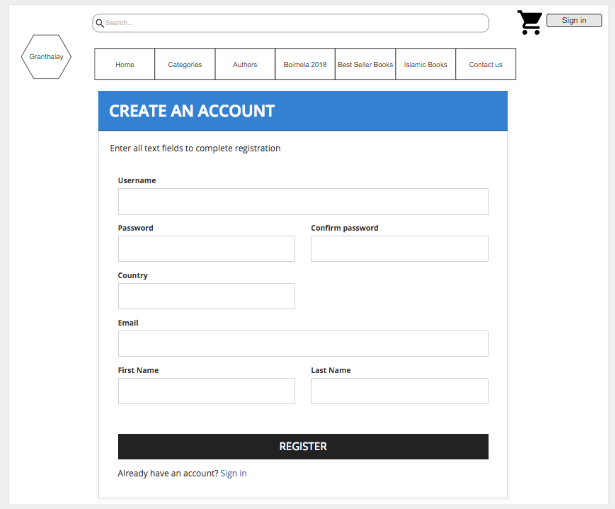 Search...
Sign in
Granthalay
Home
Categories
Authors
Boimela 2018
Best Seller Books
Islamic Books
Contact us
CREATE AN ACCOUNT
Enter all text fields to complete registration
Username
Password
Confirm password
Country
Email
First Name
Last Name
REGISTER
Already have an account? Sign in